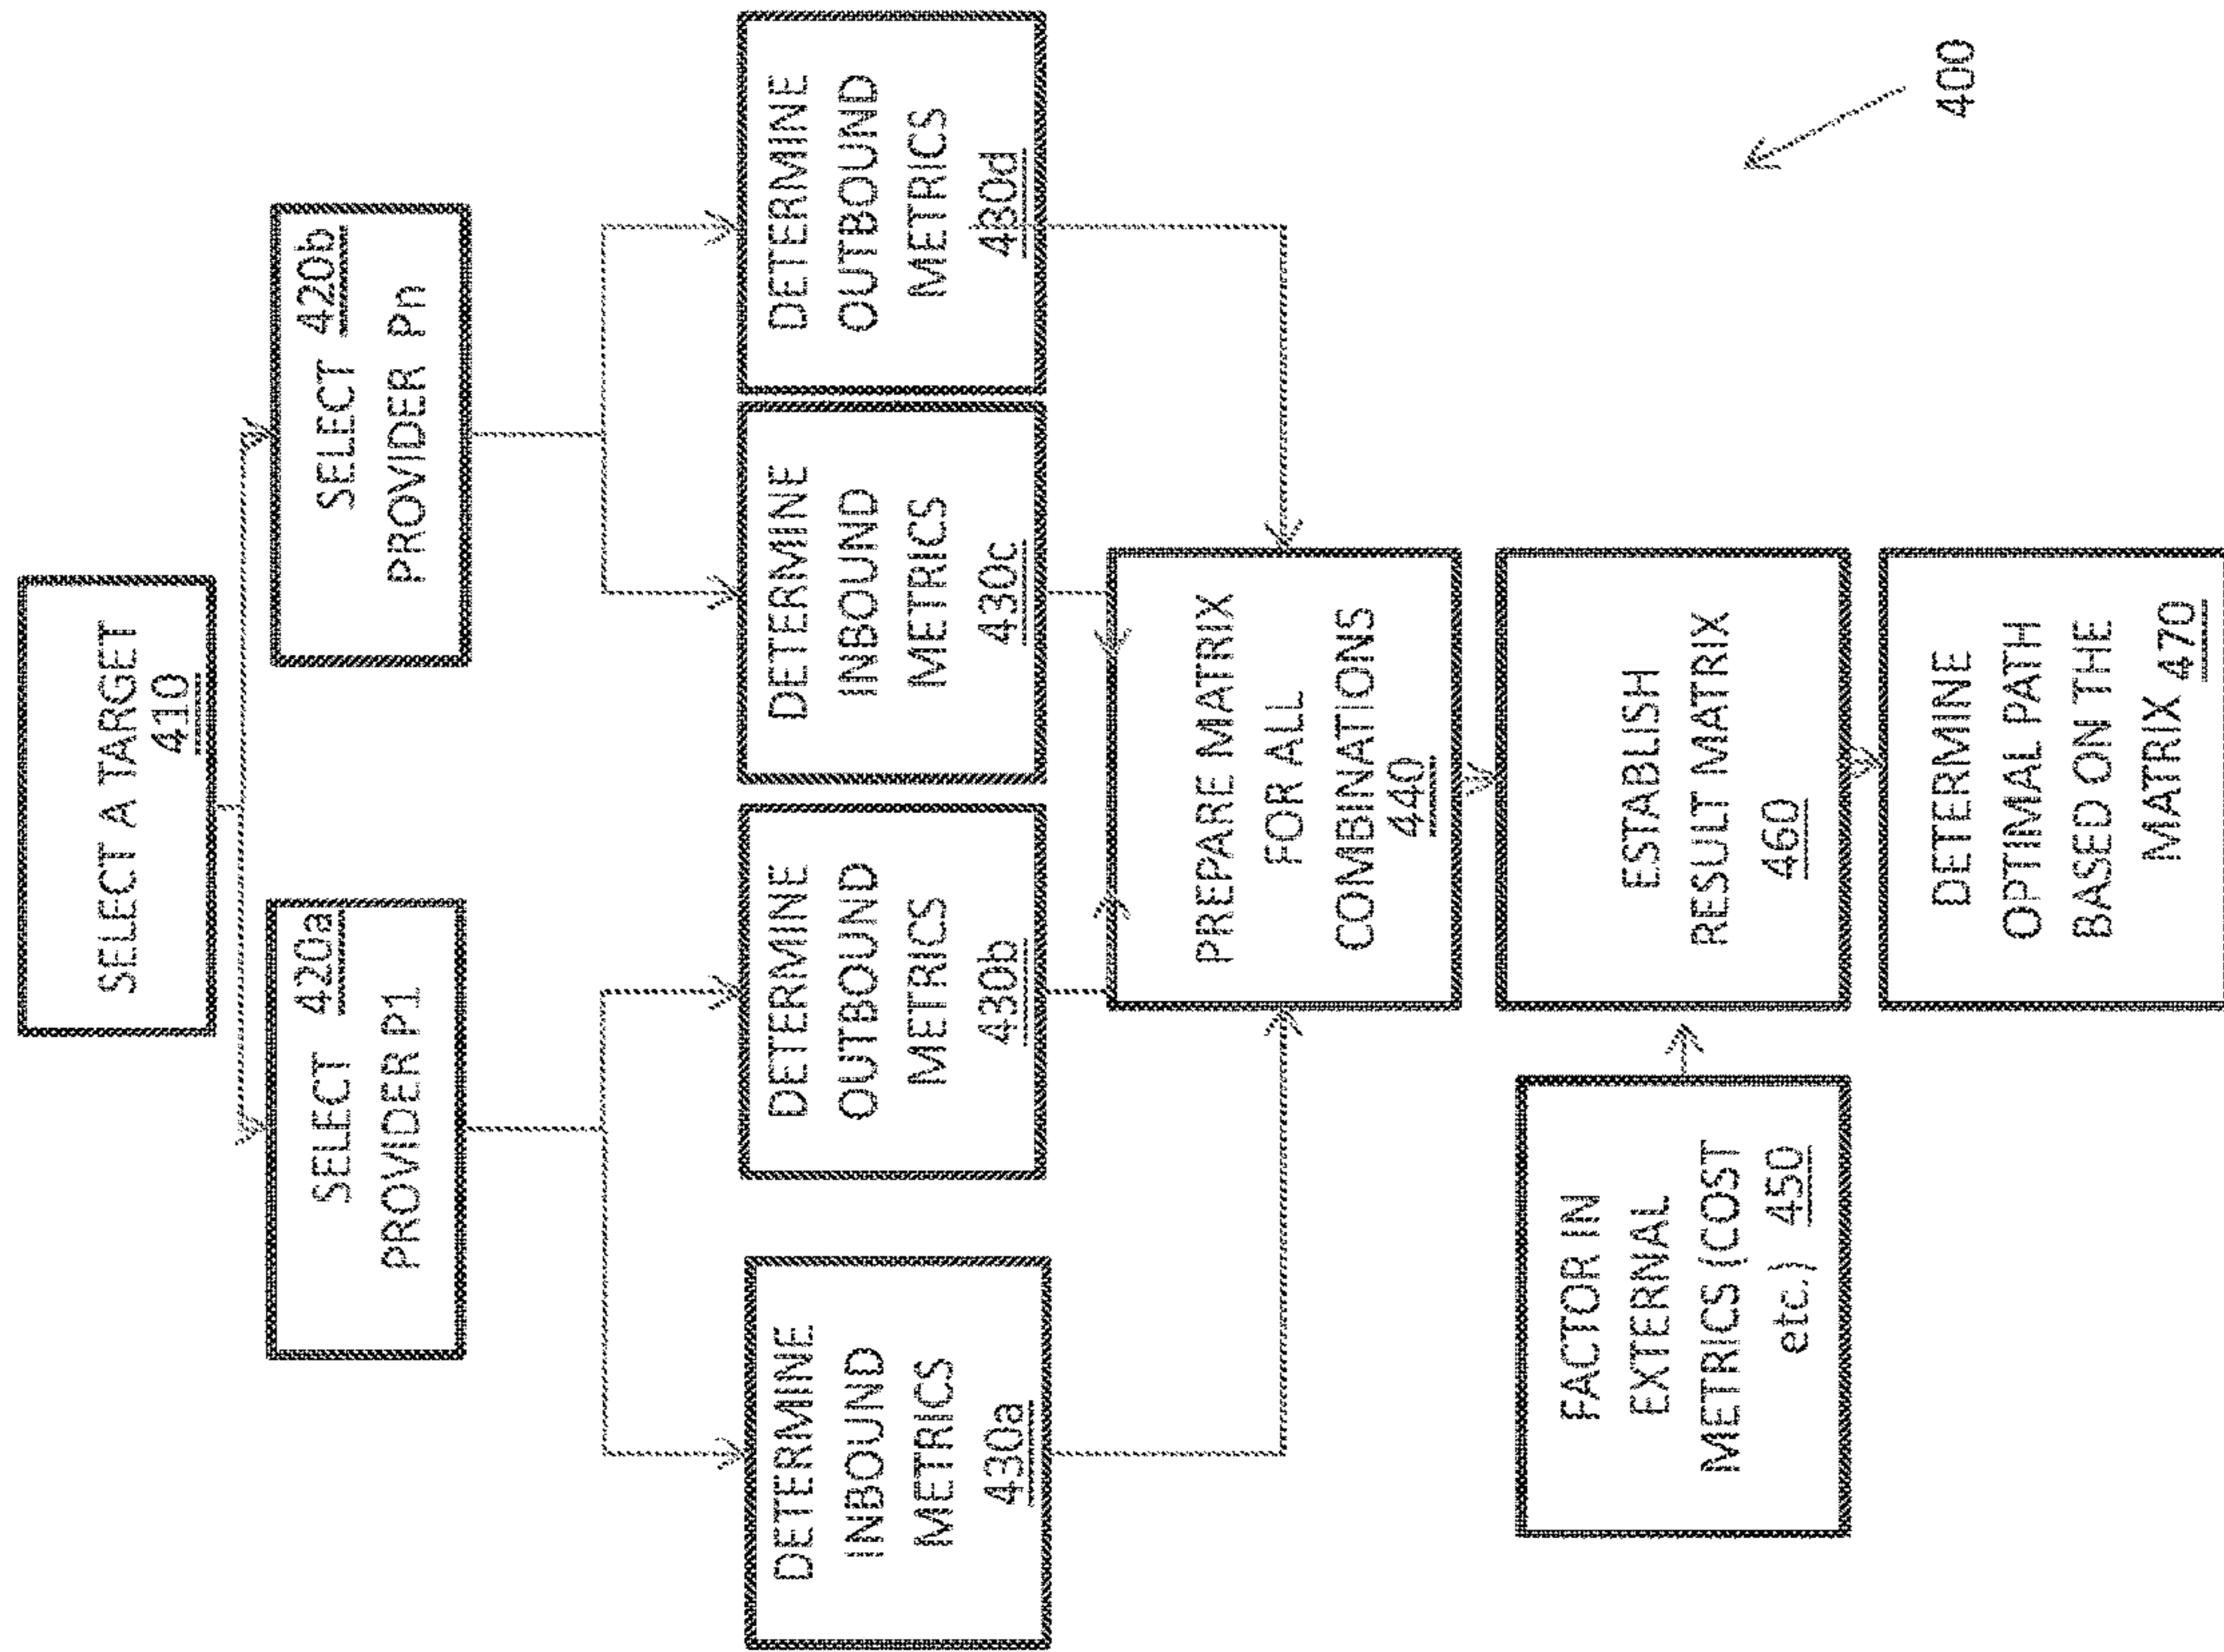 SELECT A TARGET
410
SELECT 420a
PROVIDER P1
SELECT 420b
PROVIDER Pn
DETERMINE
INBOUND
METRICS
430a
DETERMINE
OUTBOUND
METRICS
430b
DETERMINE
INBOUND
METRICS
430c
DETERMINE
OUTBOUND
METRICS
430d
PREPARE MATRIX
FOR ALL
COMBINATIONS
440
FACTOR IN
EXTERNAL
METRICS (COST
etc.) 450
ESTABLISH
RESULT MATRIX
460
DETERMINE
OPTIMAL PATH
BASED ON THE
MATRIX 470
400